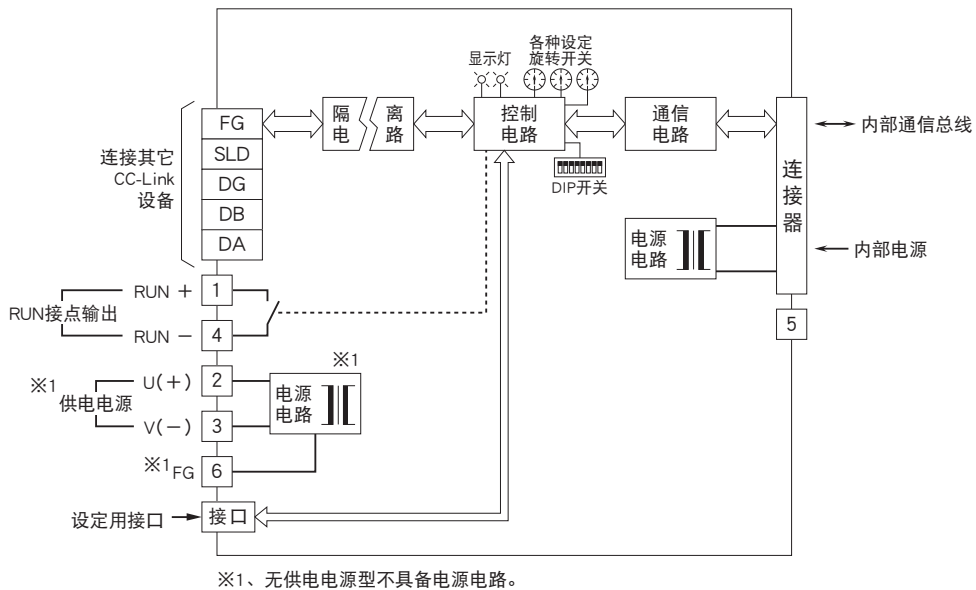 显示灯
各种设定
旋转开关
FG
SLD
DG
DB
DA
连接其它
CC-Link
设备
隔 离
电 路
控制
电路
DIP开关
通信
电路
连接器
内部通信总线
电源
电路
内部电源
5
RUN接点输出
RUN + 1
RUN － 4
※1
供电电源
U(+) 2
V(－) 3
※1
电源
电路
※1 FG 6
设定用接口
接口
※1、无供电电源型不具备电源电路。